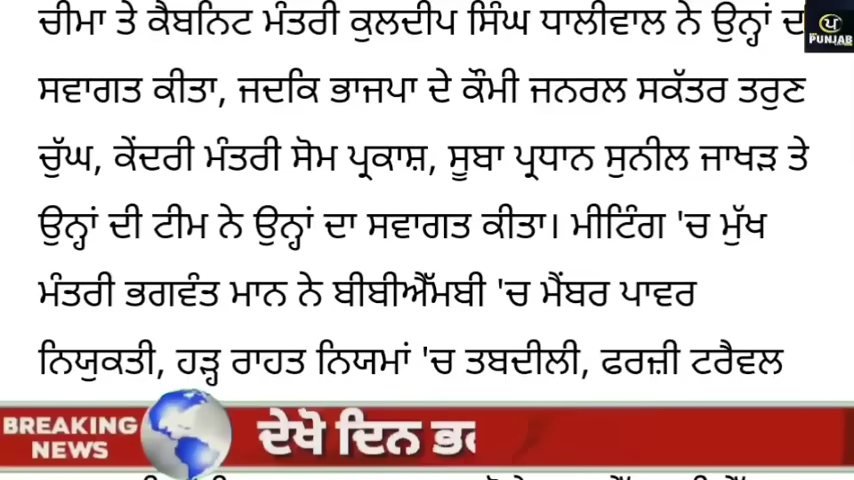 ਚੀਮਾ ਤੇ ਕੈਬਨਿਟ ਮੰਤਰੀ ਕੁਲਦੀਪ ਸਿੰਘ ਧਾਲੀਵਾਲ ਨੇ ਉਨ੍ਹਾਂ ਦਾ
ਪ
PUNJAB
ਸਵਾਗਤ ਕੀਤਾ, ਜਦਕਿ ਭਾਜਪਾ ਦੇ ਕੌਮੀ ਜਨਰਲ ਸਕੱਤਰ ਤਰੁਣ
ਚੁੱਘ, ਕੇਂਦਰੀ ਮੰਤਰੀ ਸੋਮ ਪ੍ਰਕਾਸ਼, ਸੂਬਾ ਪ੍ਰਧਾਨ ਸੁਨੀਲ ਜਾਖੜ ਤੇ
ਉਨ੍ਹਾਂ ਦੀ ਟੀਮ ਨੇ ਉਨ੍ਹਾਂ ਦਾ ਸਵਾਗਤ ਕੀਤਾ। ਮੀਟਿੰਗ 'ਚ ਮੁੱਖ
ਮੰਤਰੀ ਭਗਵੰਤ ਮਾਨ ਨੇ ਬੀਬੀਐੱਮਬੀ 'ਚ ਮੈਂਬਰ ਪਾਵਰ
ਨਿਯੁਕਤੀ, ਹੜ੍ਹ ਰਾਹਤ ਨਿਯਮਾਂ 'ਚ ਤਬਦੀਲੀ, ਫਰਜ਼ੀ ਟਰੈਵਲ
BREAKING
NEWS
ਦੇਖੋ ਦਿਨ